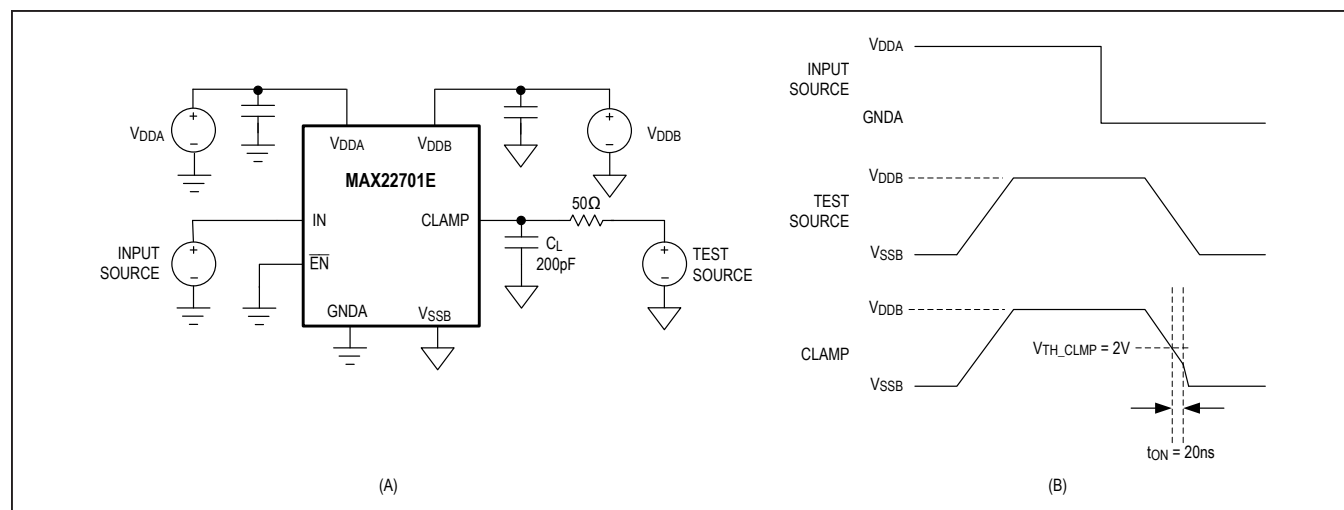 VDDA
VDDB
VDDA
VDDB
MAX22701E
IN
CLAMP
50Ω
CL
200pF
INPUT
SOURCE
EN
TEST
SOURCE
GNDA
VSSB
(A)
INPUT
SOURCE
VDDA
GNDA
TEST
SOURCE
VDDB
VSSB
CLAMP
VDDB
VTH_CLMP = 2V
VSSB
tON = 20ns
(B)